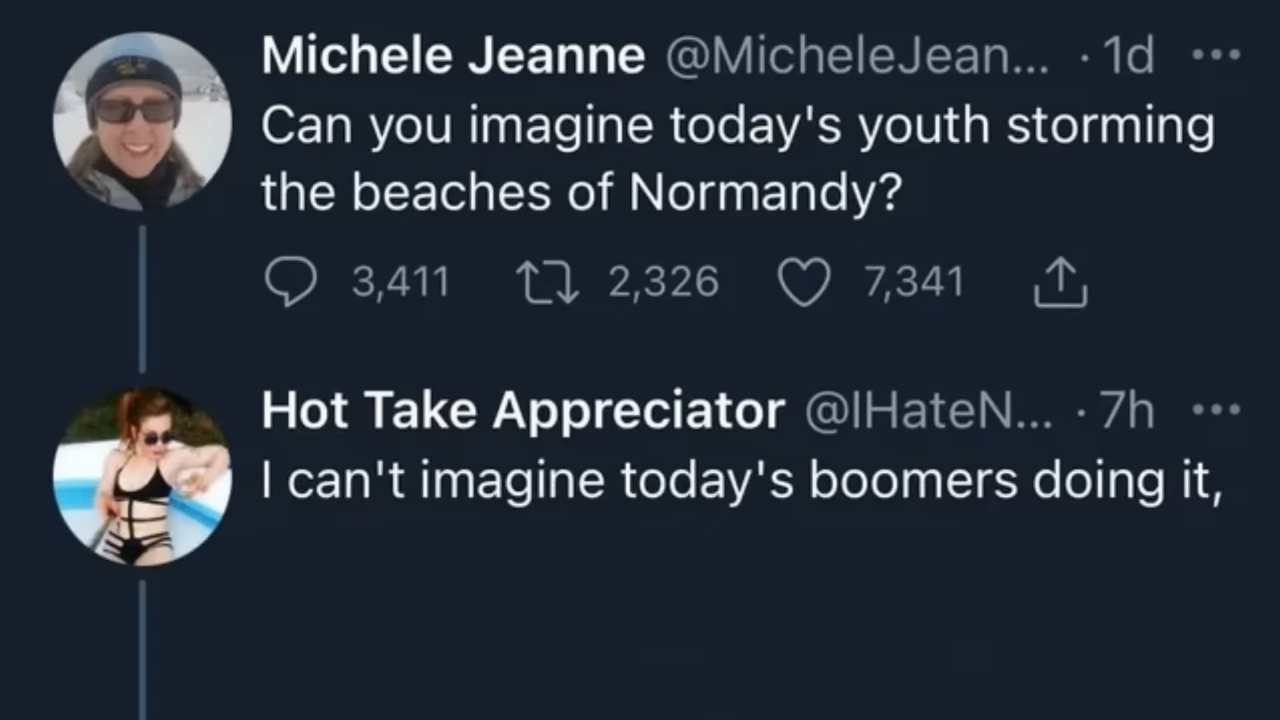 Michele Jeanne @MicheleJean... · 1d
Can you imagine today's youth storming
the beaches of Normandy?
3,411 2,326 7,341
Hot Take Appreciator @IHateN... · 7h
I can't imagine today's boomers doing it,